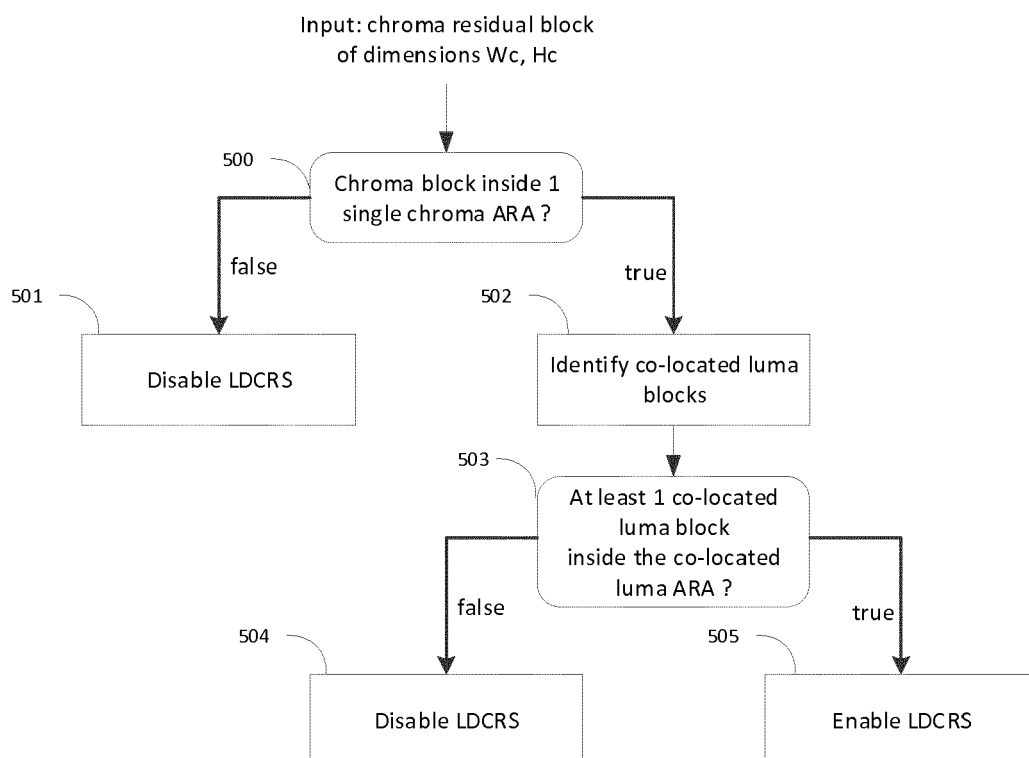 Input: chroma residual block
of dimensions Wc, Hc
500
Chroma block inside 1
single chroma ARA ?
false
true
501
502
Disable LDCRS
Identify co-located luma
blocks
503
At least 1 co-located
luma block
inside the co-located
luma ARA ?
false
true
504
505
Disable LDCRS
Enable LDCRS